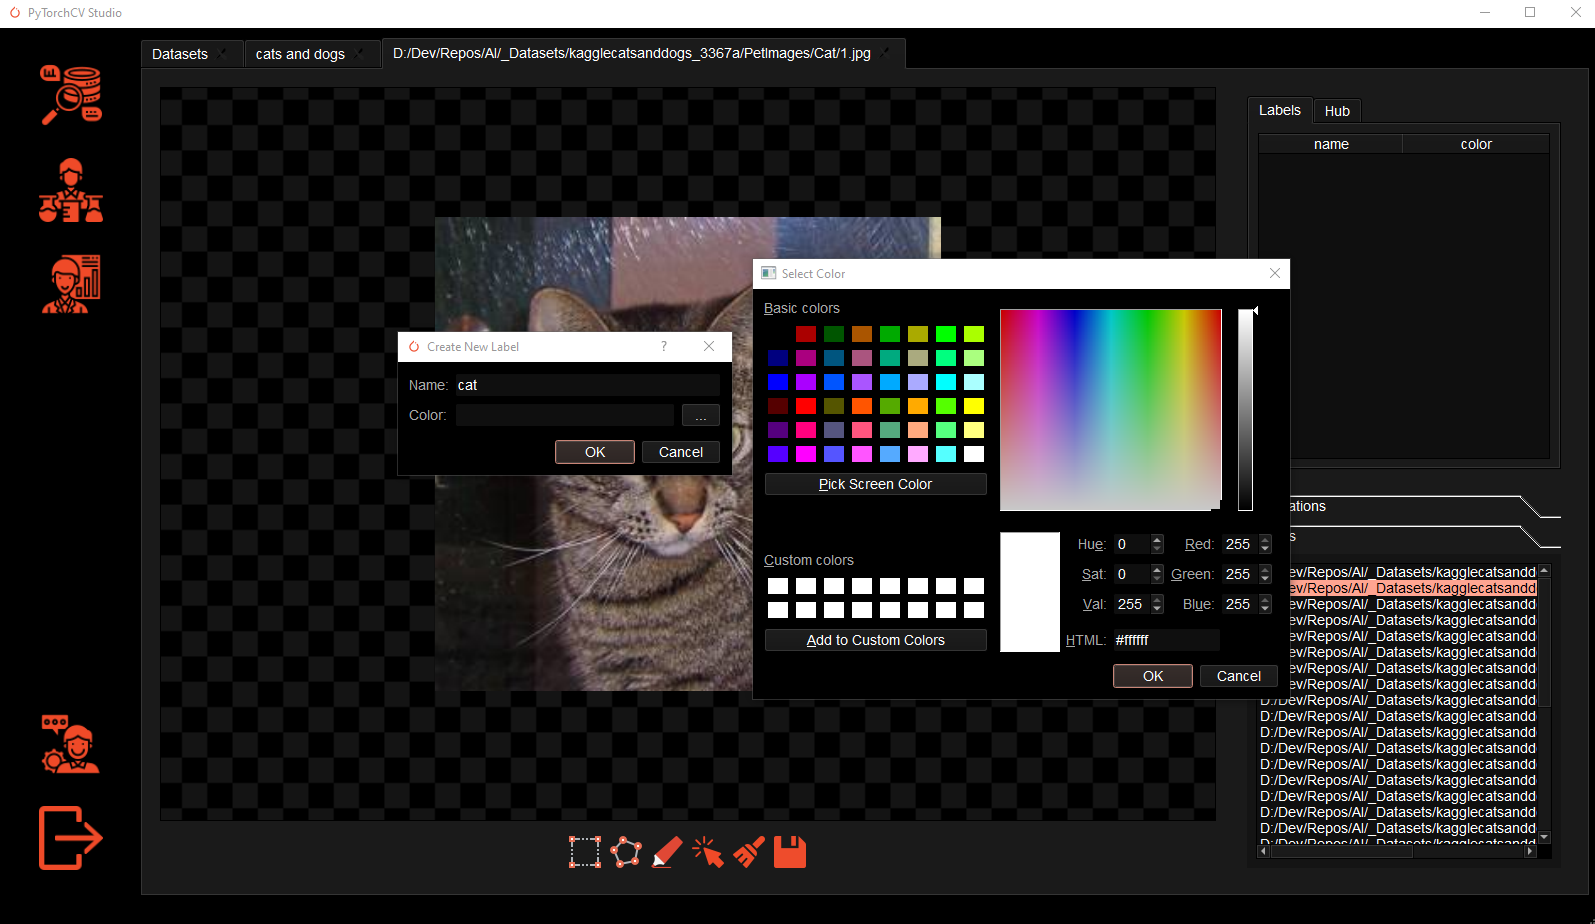 PyTorchCV Studio
Datasets
cats and dogs
D:/Dev/Repos/AI/_Datasets/kagglecatsanddogs_3367a/PetImages/Cat/1.jpg
Labels
Hub
name
color
Create New Label
?
Name:
cat
Color:
...
OK
Cancel
Select Color
Basic colors
Pick Screen Color
Custom colors
Add to Custom Colors
Hue:
0
Red:
255
Sat:
0
Green:
255
Val:
255
Blue:
255
HTML:
#ffffff
OK
Cancel
ations
s
ev/Repos/AI/_Datasets/kagglecatsandd
ev/Repos/AI/_Datasets/kagglecatsandd
ev/Repos/AI/_Datasets/kagglecatsandd
ev/Repos/AI/_Datasets/kagglecatsandd
ev/Repos/AI/_Datasets/kagglecatsandd
ev/Repos/AI/_Datasets/kagglecatsandd
ev/Repos/AI/_Datasets/kagglecatsandd
ev/Repos/AI/_Datasets/kagglecatsandd
D:/Dev/Repos/AI/_Datasets/kagglecatsandd
D:/Dev/Repos/AI/_Datasets/kagglecatsandd
D:/Dev/Repos/AI/_Datasets/kagglecatsandd
D:/Dev/Repos/AI/_Datasets/kagglecatsandd
D:/Dev/Repos/AI/_Datasets/kagglecatsandd
D:/Dev/Repos/AI/_Datasets/kagglecatsandd
D:/Dev/Repos/AI/_Datasets/kagglecatsandd
D:/Dev/Repos/AI/_Datasets/kagglecatsandd
D:/Dev/Repos/AI/_Datasets/kagglecatsandd
D:/Dev/Repos/AI/_Datasets/kagglecatsandd